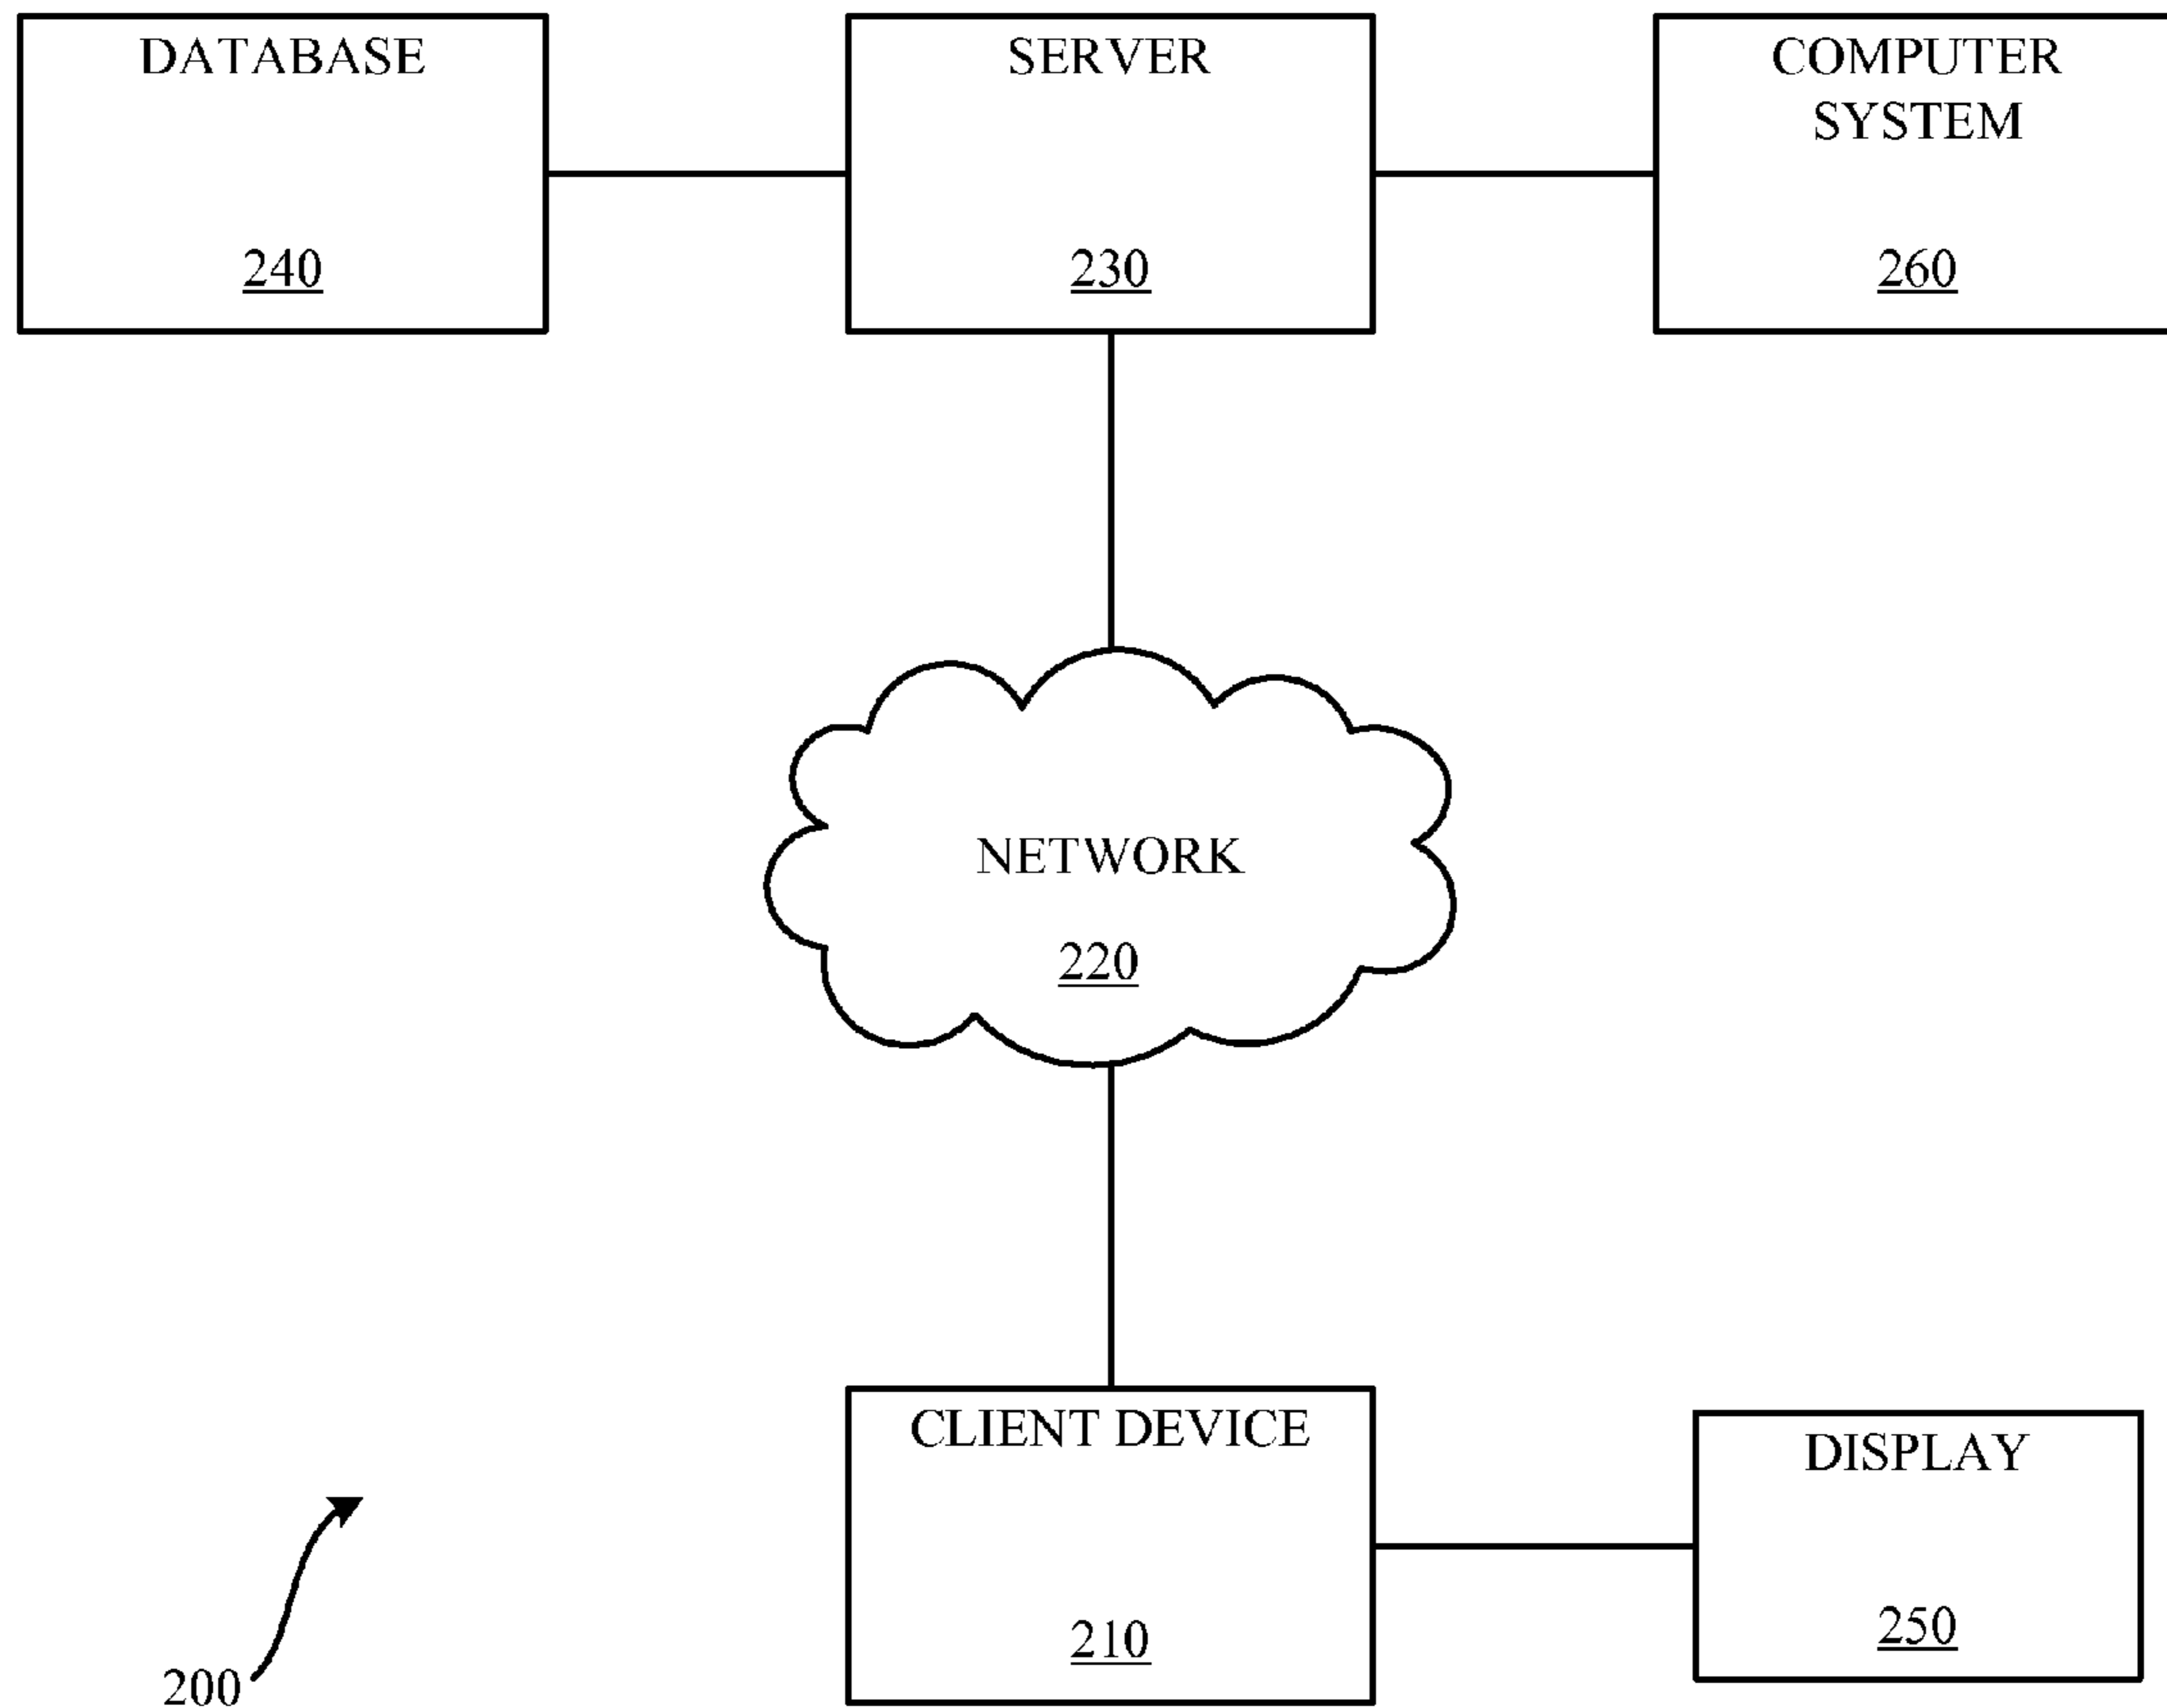 DATABASE
240
SERVER
230
COMPUTER
SYSTEM
260
NETWORK
220
CLIENT DEVICE
210
DISPLAY
250
200